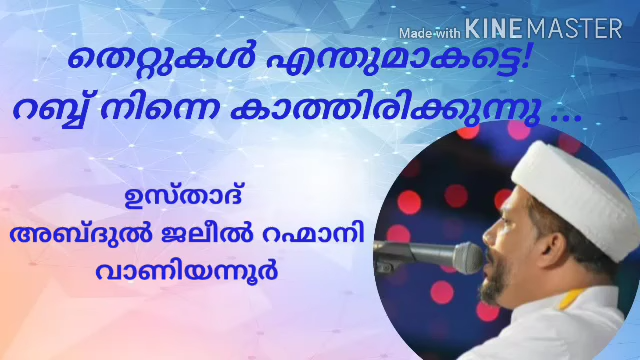 Made with KINEMASTER
തെറ്റുകൾ എന്തുമാകട്ടെ!
റബ്ബ് നിന്നെ കാത്തിരിക്കുന്നു ...
ഉസ്താദ്
അബ്ദുൽ ജലീൽ റഹ്മാനി
വാണിയന്നൂർ